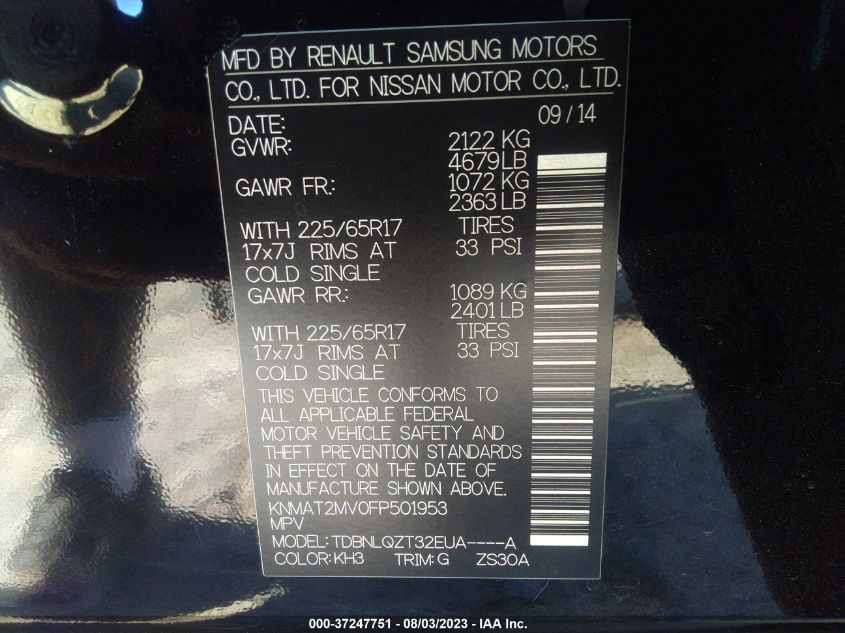 MFD BY RENAULT SAMSUNG MOTORS
CO., LTD. FOR NISSAN MOTOR CO., LTD.
DATE: 09/14
GVWR: 2122 KG
4679 LB
GAWR FR.: 1072 KG
2363 LB
WITH 225/65R17 TIRES
17x7J RIMS AT 33 PSI
COLD SINGLE
GAWR RR.: 1089 KG
2401 LB
WITH 225/65R17 TIRES
17x7J RIMS AT 33 PSI
COLD SINGLE
THIS VEHICLE CONFORMS TO
ALL APPLICABLE FEDERAL
MOTOR VEHICLE SAFETY AND
THEFT PREVENTION STANDARDS
IN EFFECT ON THE DATE OF
MANUFACTURE SHOWN ABOVE.
KNMAT2MV0FP501953
MPV
MODEL: TDBNLQZT32EUA----A
COLOR: KH3 TRIM: G ZS30A
000-37247751 - 08/03/2023 - IAA Inc.